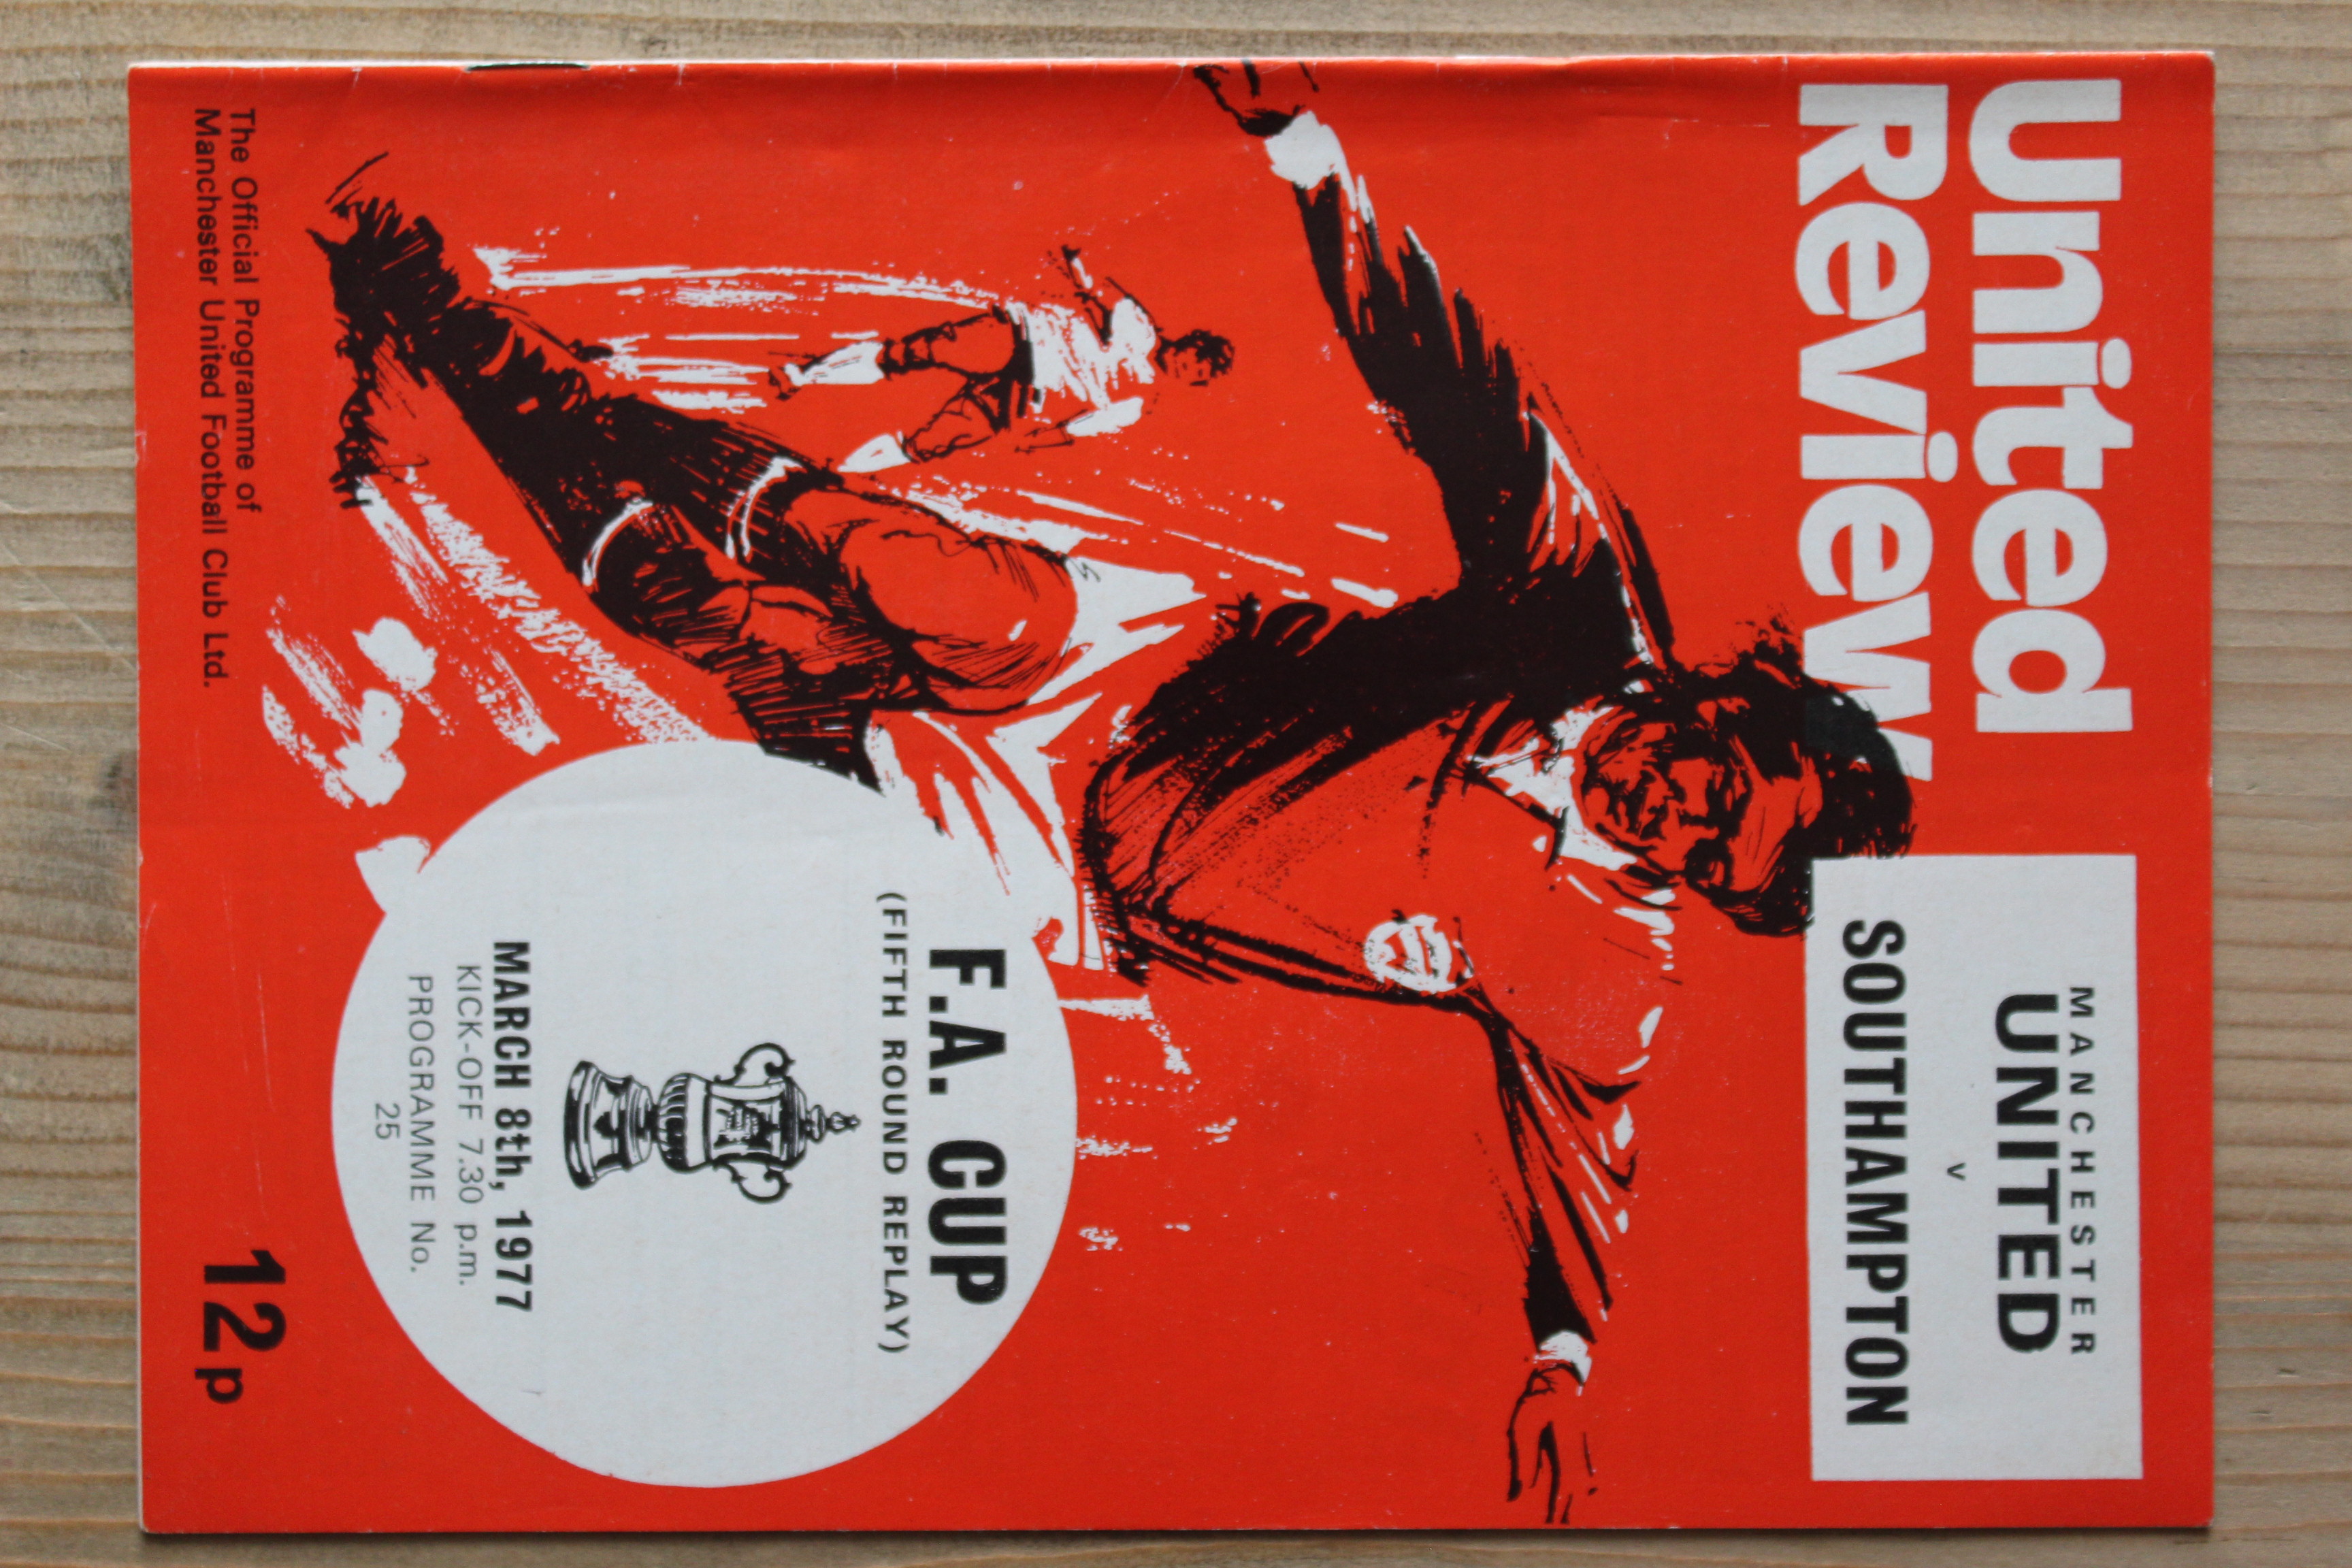 United
Review
MANCHESTER
UNITED
v
SOUTHAMPTON
F.A. CUP
(FIFTH ROUND REPLAY)
MARCH 8th, 1977
KICK-OFF 7.30 p.m.
PROGRAMME No.
25
The Official Programme of
Manchester United Football Club Ltd.
12p